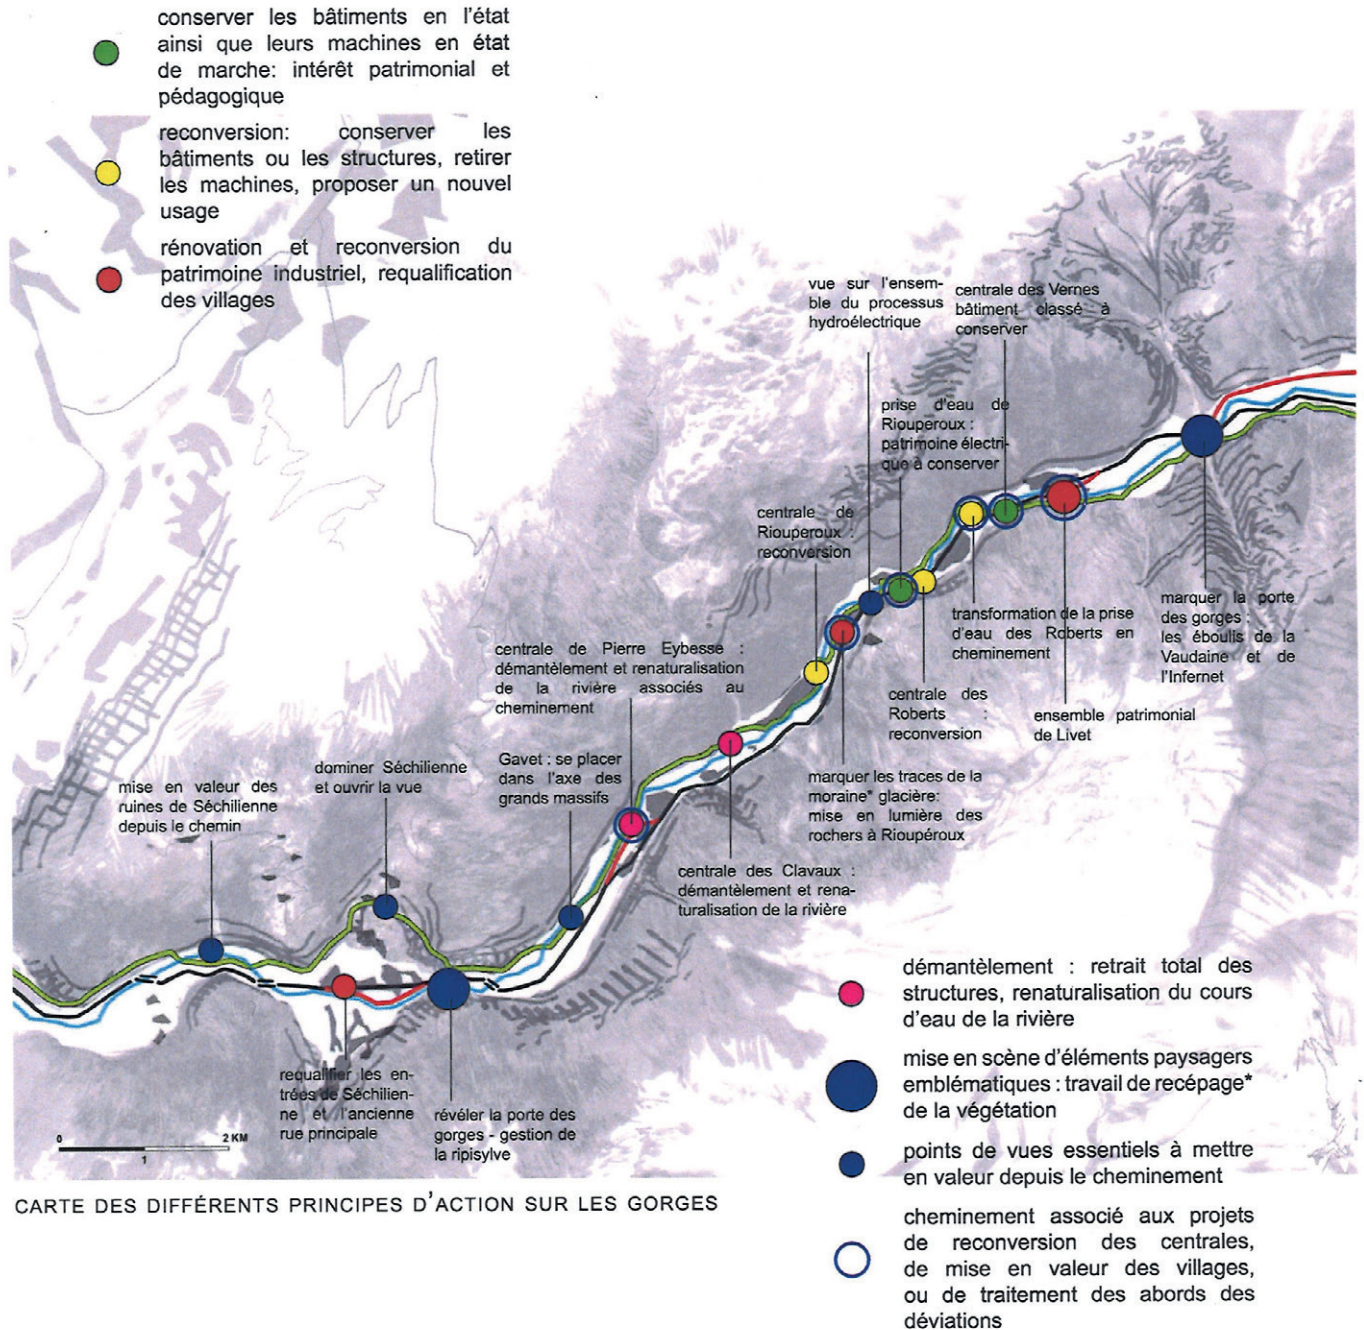 conserver les bâtiments en l'état
ainsi que leurs machines en état
de marche: intérêt patrimonial et
pédagogique
reconversion: conserver les
bâtiments ou les structures, retirer
les machines, proposer un nouvel
usage
rénovation et reconversion du
patrimoine industriel, requalification
des villages
vue sur l'ensem-
ble du processus
hydroélectrique
centrale des Vernes
bâtiment classé à
conserver
prise d'eau de
Riouperoux :
patrimoine électri-
que à conserver
centrale de
Riouperoux :
reconversion
transformation de la prise
d'eau des Roberts en
cheminement
marquer la porte
des gorges :
les éboulis de la
Vaudaine et de
l'Infernet
centrale de Pierre Eybesse :
démantèlement et renaturalisation
de la rivière associés au
cheminement
centrale des
Roberts :
reconversion
ensemble patrimonial
de Livet
Gavet : se placer
dans l'axe des
grands massifs
dominer Séchilienne
et ouvrir la vue
mise en valeur des
ruines de Séchilienne
depuis le chemin
marquer les traces de la
moraine* glacière:
mise en lumière des
rochers à Rioupéroux
centrale des Clavaux :
démantèlement et rena-
turalisation de la rivière
requalifier les en-
trées de Séchilien-
ne et l'ancienne
rue principale
révéler la porte des
gorges - gestion de
la ripisylve
0 2 KM
1
CARTE DES DIFFÉRENTS PRINCIPES D'ACTION SUR LES GORGES
démantèlement : retrait total des
structures, renaturalisation du cours
d'eau de la rivière
mise en scène d'éléments paysagers
emblématiques : travail de recépage*
de la végétation
points de vues essentiels à mettre
en valeur depuis le cheminement
cheminement associé aux projets
de reconversion des centrales,
de mise en valeur des villages,
ou de traitement des abords des
déviations